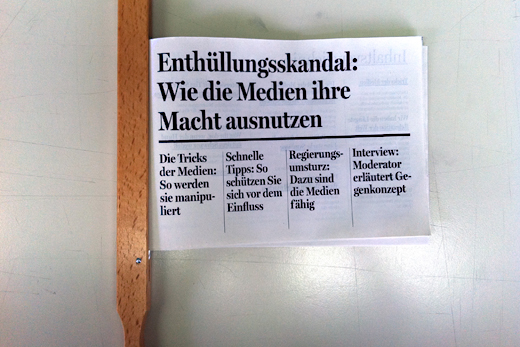 Enthüllungsskandal:
Wie die Medien ihre
Macht ausnutzen
Die Tricks
der Medien:
So werden
sie manipu-
liert
Schnelle
Tipps: So
schützen Sie
sich vor dem
Einfluss
Regierungs-
umsturz:
Dazu sind
die Medien
fähig
Interview:
Moderator
erläutert Ge-
genkonzept